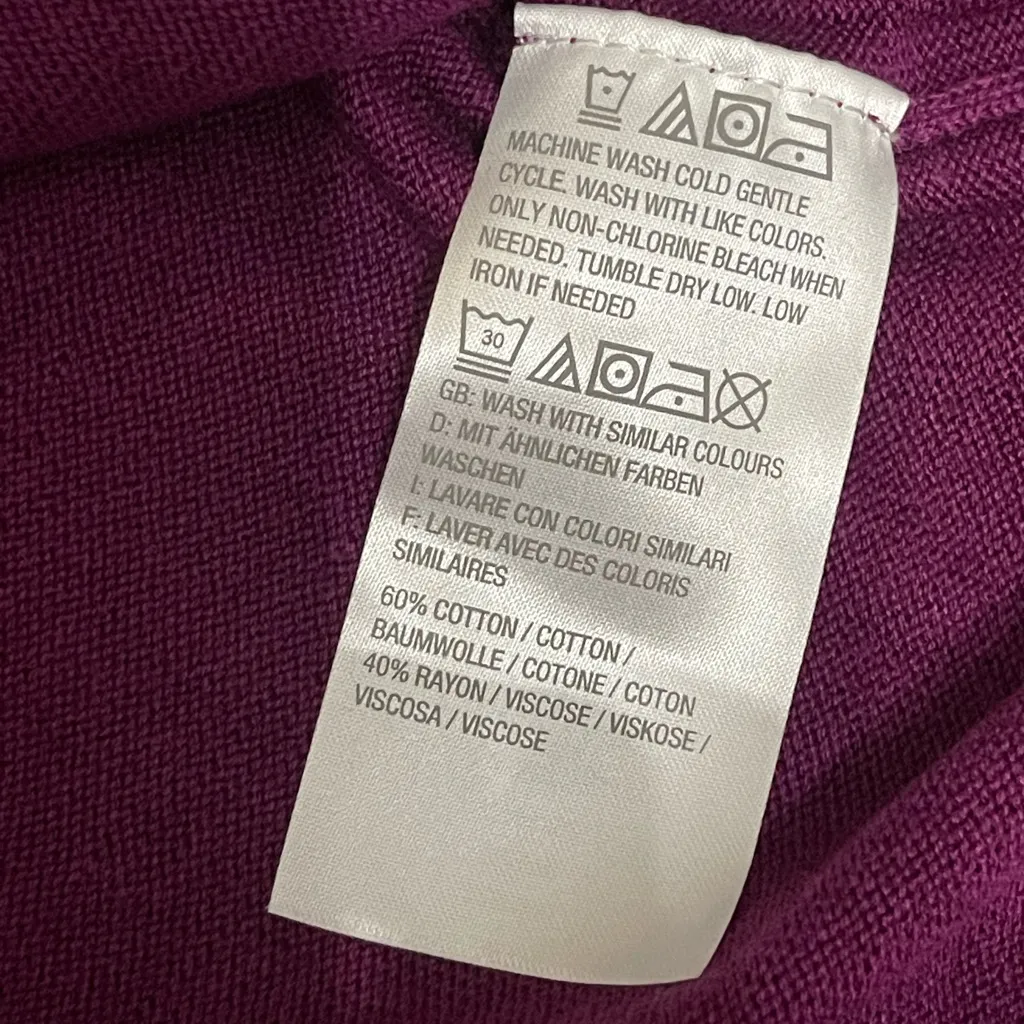 MACHINE WASH COLD GENTLE
CYCLE. WASH WITH LIKE COLORS.
ONLY NON-CHLORINE BLEACH WHEN
NEEDED. TUMBLE DRY LOW. LOW
IRON IF NEEDED
30
GB: WASH WITH SIMILAR COLOURS
D: MIT ÄHNLICHEN FARBEN
WASCHEN
I: LAVARE CON COLORI SIMILARI
F: LAVER AVEC DES COLORIS
SIMILAIRES
60% COTTON / COTTON /
BAUMWOLLE / COTONE / COTON
40% RAYON / VISCOSE / VISKOSE /
VISCOSA / VISCOSE